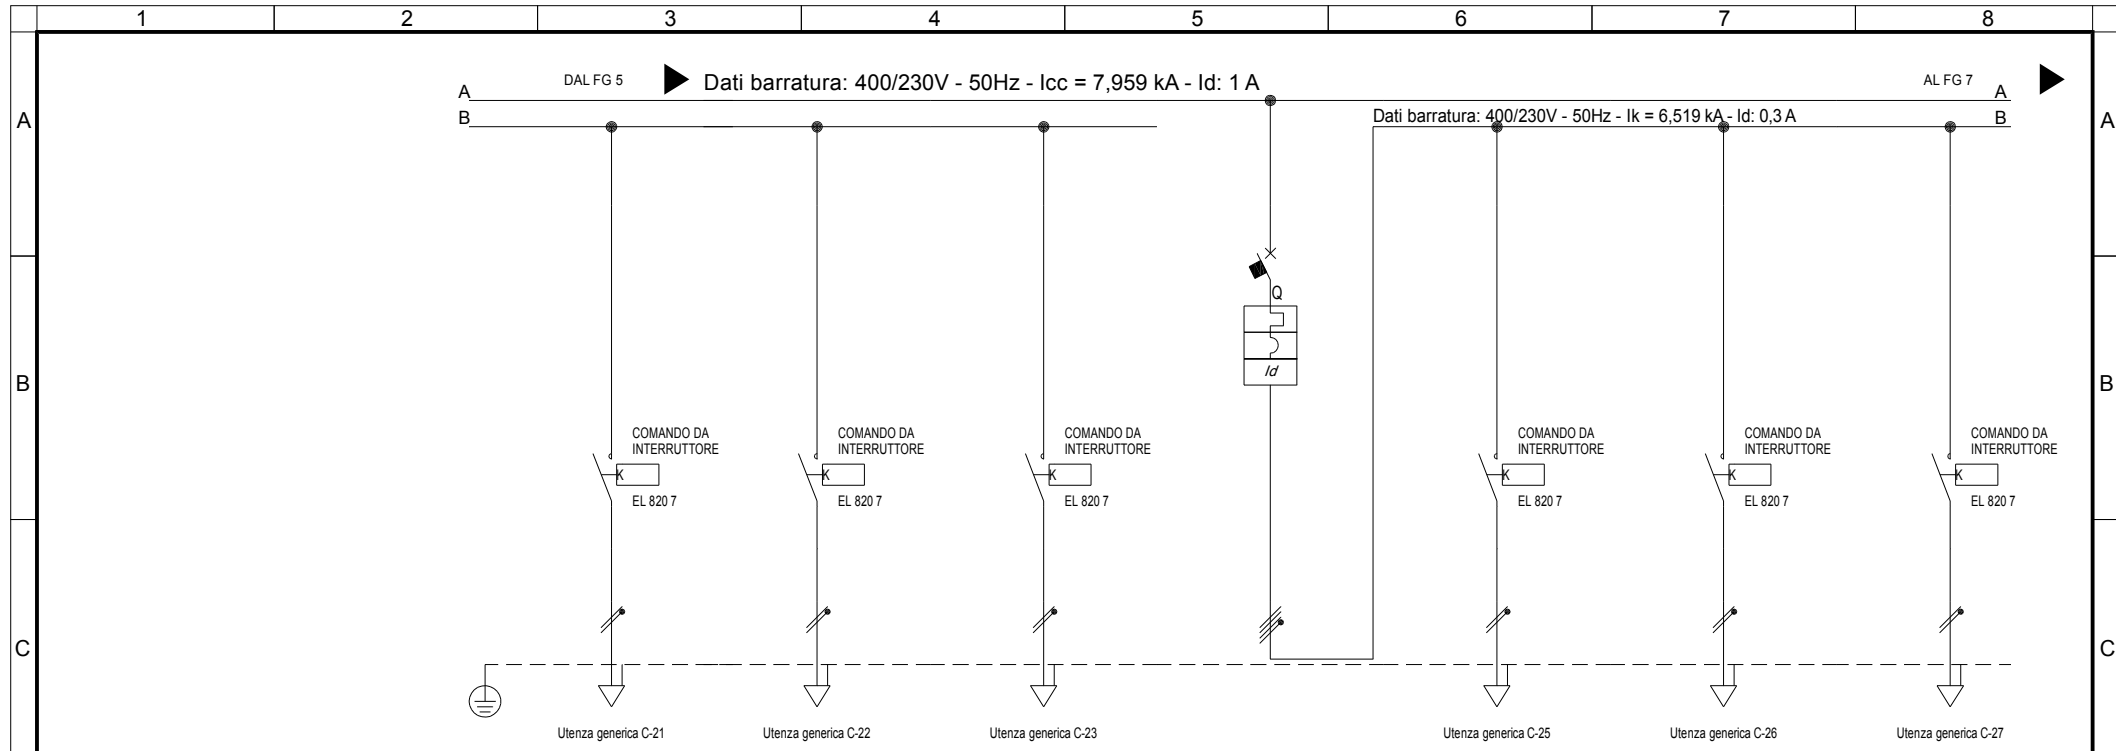 1 2 3 4 5 6 7 8
DAL FG 5 Dati barratura: 400/230V - 50Hz - Icc = 7,959 kA - Id: 1 A AL FG 7
A A
B Dati barratura: 400/230V - 50Hz - Ik = 6,519 kA - Id: 0,3 A B
A A
Q
Id
B B
COMANDO DA COMANDO DA COMANDO DA COMANDO DA COMANDO DA COMANDO DA
INTERRUTTORE INTERRUTTORE INTERRUTTORE INTERRUTTORE INTERRUTTORE INTERRUTTORE
K K K K K K
EL 820 7 EL 820 7 EL 820 7 EL 820 7 EL 820 7 EL 820 7
C C
Utenza generica C-21 Utenza generica C-22 Utenza generica C-23 Utenza generica C-25 Utenza generica C-26 Utenza generica C-27